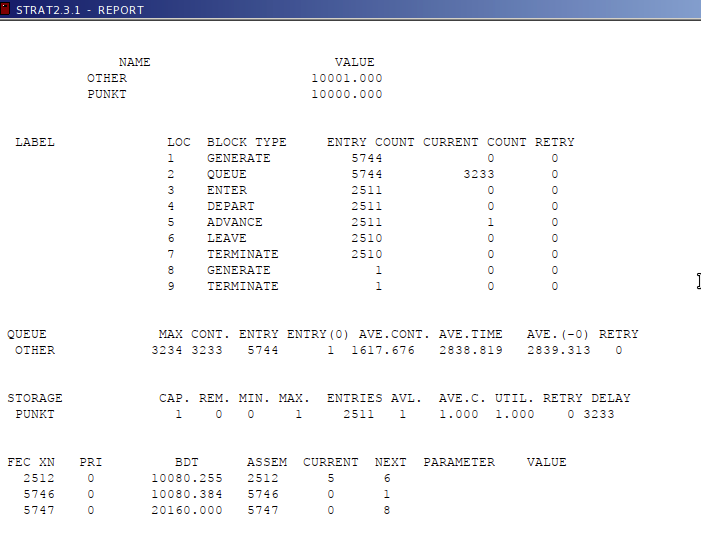 STRAT2.3.1 - REPORT
NAME VALUE
OTHER 10001.000
PUNKT 10000.000
LABEL LOC BLOCK TYPE ENTRY COUNT CURRENT COUNT RETRY
1 GENERATE 5744 0 0
2 QUEUE 5744 3233 0
3 ENTER 2511 0 0
4 DEPART 2511 0 0
5 ADVANCE 2511 1 0
6 LEAVE 2510 0 0
7 TERMINATE 2510 0 0
8 GENERATE 1 0 0
9 TERMINATE 1 0 0
QUEUE MAX CONT. ENTRY ENTRY(0) AVE.CONT. AVE.TIME AVE.(-0) RETRY
OTHER 3234 3233 5744 1 1617.676 2838.819 2839.313 0
STORAGE CAP. REM. MIN. MAX. ENTRIES AVL. AVE.C. UTIL. RETRY DELAY
PUNKT 1 0 0 1 2511 1 1.000 1.000 0 3233
FEC XN PRI BDT ASSEM CURRENT NEXT PARAMETER VALUE
2512 0 10080.255 2512 5 6
5746 0 10080.384 5746 0 1
5747 0 20160.000 5747 0 8